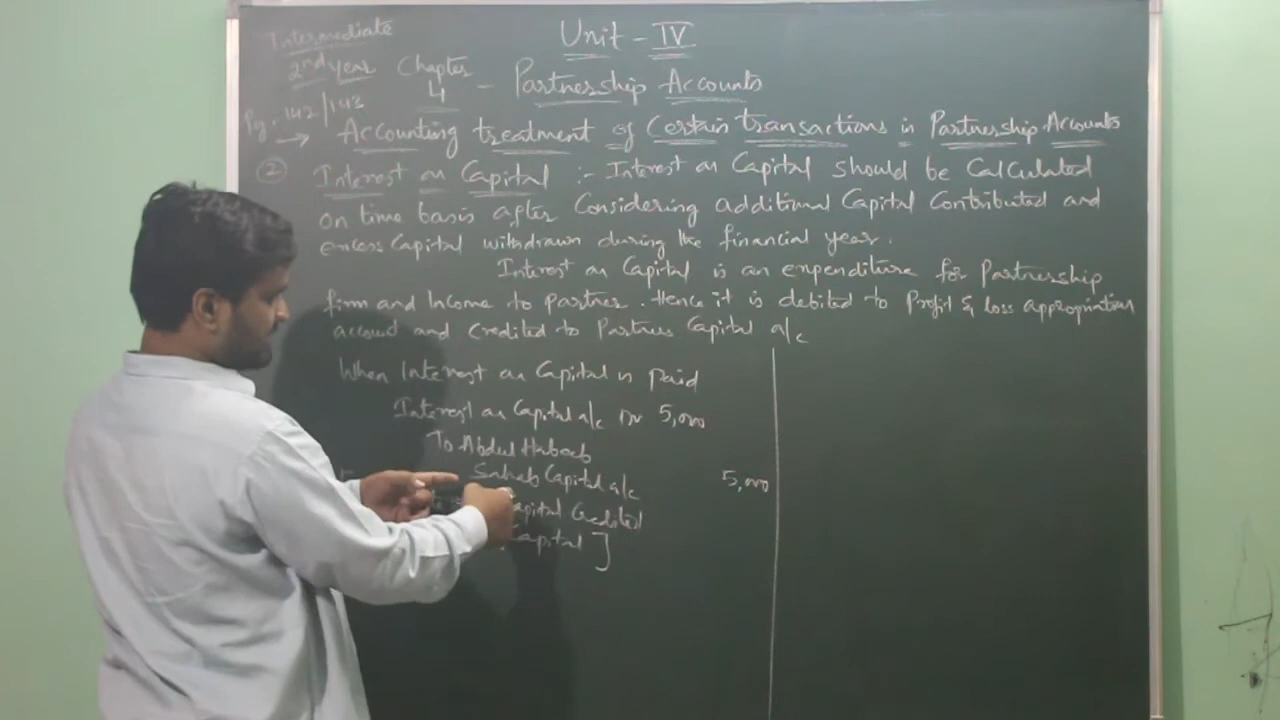 Intermediate
Unit - IV
2nd year Chapter
4 - Partnership Accounts
Pg. 142/143
→ Accounting treatment of Certain transactions in Partnership Accounts
② Interest on Capital :- Interest on Capital should be Calculated
on time basis after Considering additional Capital Contributed and
excess Capital withdrawn during the financial year.
Interest on Capital is an expenditure for Partnership
firm and Income to partner. Hence it is debited to Profit & loss appropriation
account and Credited to Partners Capital a/c
When Interest on Capital is paid
Interest on Capital a/c Dr 5,000
To Abdul Habeeb
Sahab Capital a/c 5,000
Capital Credited
Capital ]